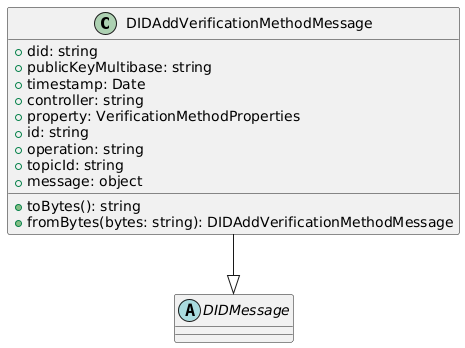 C DIDAddVerificationMethodMessage
did: string
publicKeyMultibase: string
timestamp: Date
controller: string
property: VerificationMethodProperties
id: string
operation: string
topicId: string
message: object
toBytes(): string
fromBytes(bytes: string): DIDAddVerificationMethodMessage
A DIDMessage